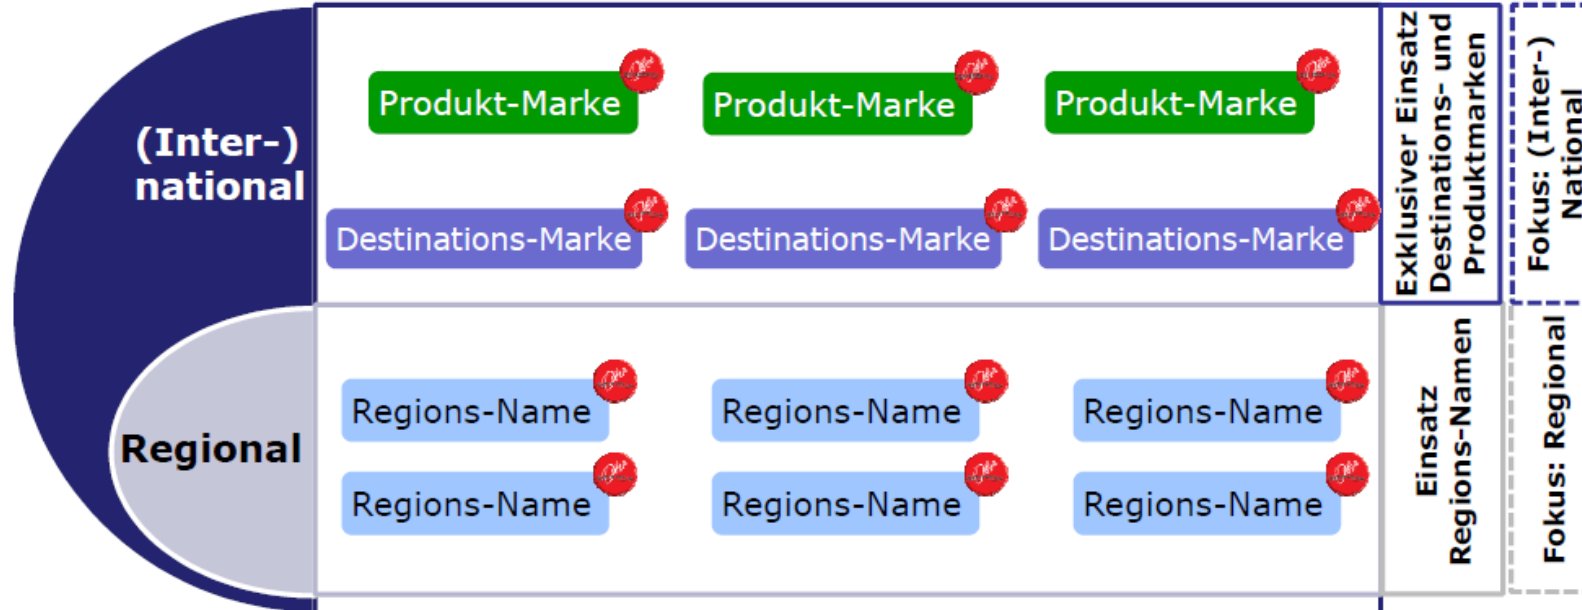 (Inter-)
national
Produkt-Marke
Produkt-Marke
Produkt-Marke
Destinations-Marke
Destinations-Marke
Destinations-Marke
Exklusiver Einsatz
Destinations- und
Produktmarken
Fokus: (Inter-)
National
Regional
Regions-Name
Regions-Name
Regions-Name
Regions-Name
Regions-Name
Regions-Name
Einsatz
Regions-Namen
Fokus: Regional